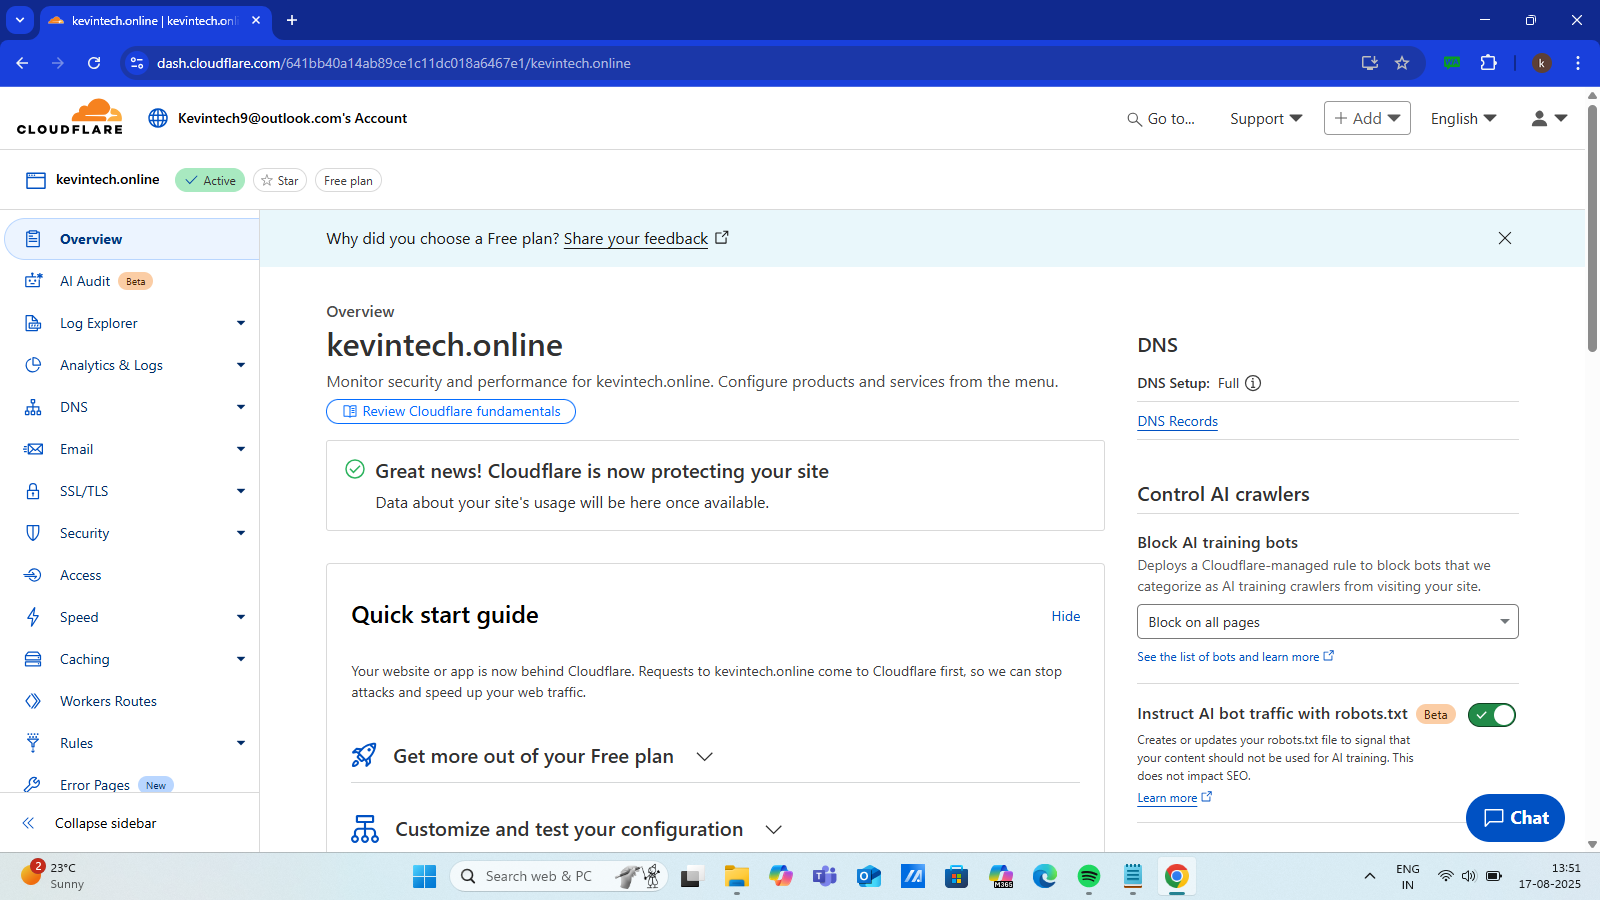 kevintech.online | kevintech.onli
dash.cloudflare.com/641bb40a14ab89ce1c11dc018a6467e1/kevintech.online
WA
k
CLOUDFLARE
Kevintech9@outlook.com's Account
Go to...
Support
+ Add
English
kevintech.online
Active
Star
Free plan
Overview
AI Audit Beta
Log Explorer
Analytics & Logs
DNS
Email
SSL/TLS
Security
Access
Speed
Caching
Workers Routes
Rules
Error Pages New
Collapse sidebar
Why did you choose a Free plan? Share your feedback
Overview
kevintech.online
Monitor security and performance for kevintech.online. Configure products and services from the menu.
Review Cloudflare fundamentals
Great news! Cloudflare is now protecting your site
Data about your site's usage will be here once available.
Quick start guide
Hide
Your website or app is now behind Cloudflare. Requests to kevintech.online come to Cloudflare first, so we can stop
attacks and speed up your web traffic.
Get more out of your Free plan
Customize and test your configuration
DNS
DNS Setup: Full
DNS Records
Control AI crawlers
Block AI training bots
Deploys a Cloudflare-managed rule to block bots that we
categorize as AI training crawlers from visiting your site.
Block on all pages
See the list of bots and learn more
Instruct AI bot traffic with robots.txt Beta
Creates or updates your robots.txt file to signal that
your content should not be used for AI training. This
does not impact SEO.
Learn more
Chat
2
23°C
Sunny
Search web & PC
M365
ENG
IN
13:51
17-08-2025